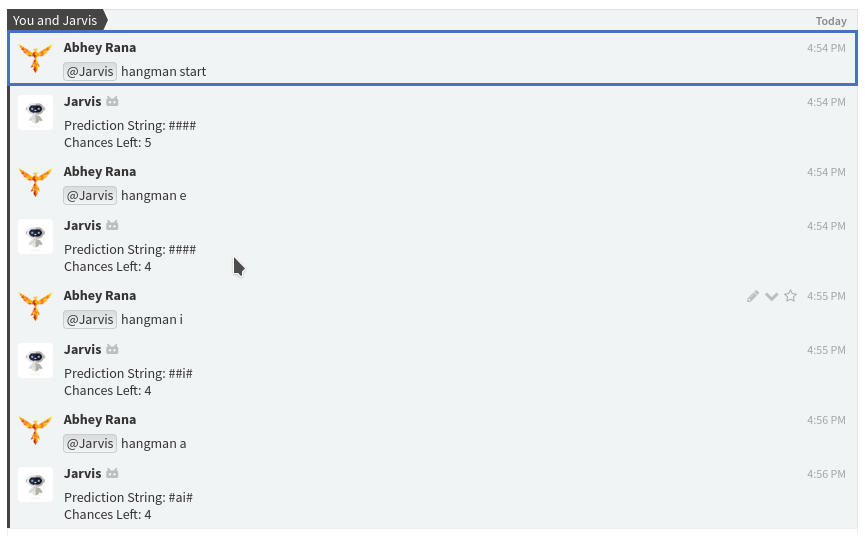 You and Jarvis Today
Abhey Rana 4:54 PM
@Jarvis hangman start
Jarvis 4:54 PM
Prediction String: ####
Chances Left: 5
Abhey Rana 4:54 PM
@Jarvis hangman e
Jarvis 4:54 PM
Prediction String: ####
Chances Left: 4
Abhey Rana 4:55 PM
@Jarvis hangman i
Jarvis 4:55 PM
Prediction String: ##i#
Chances Left: 4
Abhey Rana 4:56 PM
@Jarvis hangman a
Jarvis 4:56 PM
Prediction String: #ai#
Chances Left: 4